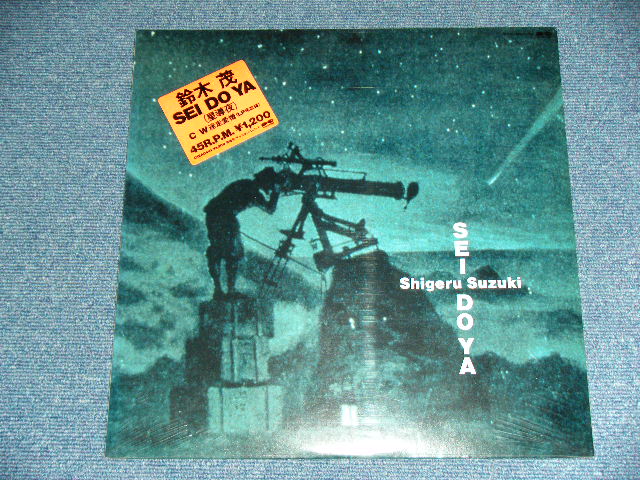 鈴木 茂
SEI DO YA
(星導夜)
45R.P.M. ¥1,200
SEI DO YA
Shigeru Suzuki